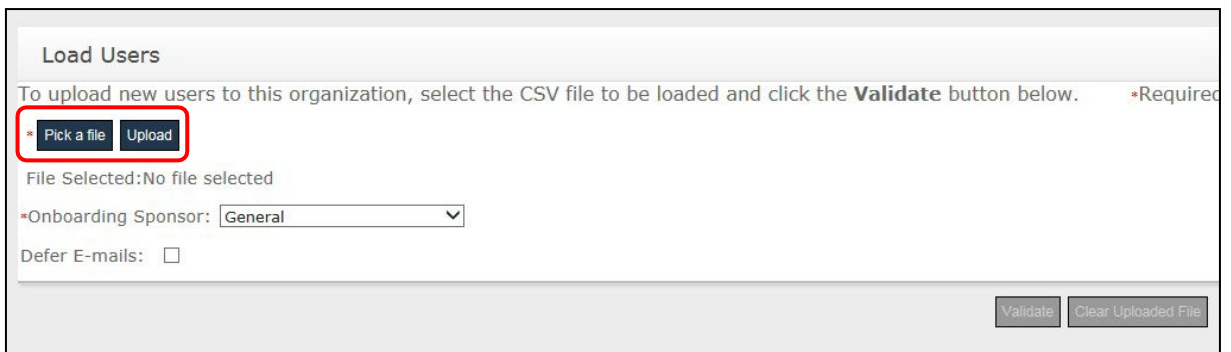 Load Users
To upload new users to this organization, select the CSV file to be loaded and click the Validate button below. *Required
* Pick a file Upload
File Selected:No file selected
*Onboarding Sponsor: General
Defer E-mails:
Validate Clear Uploaded File